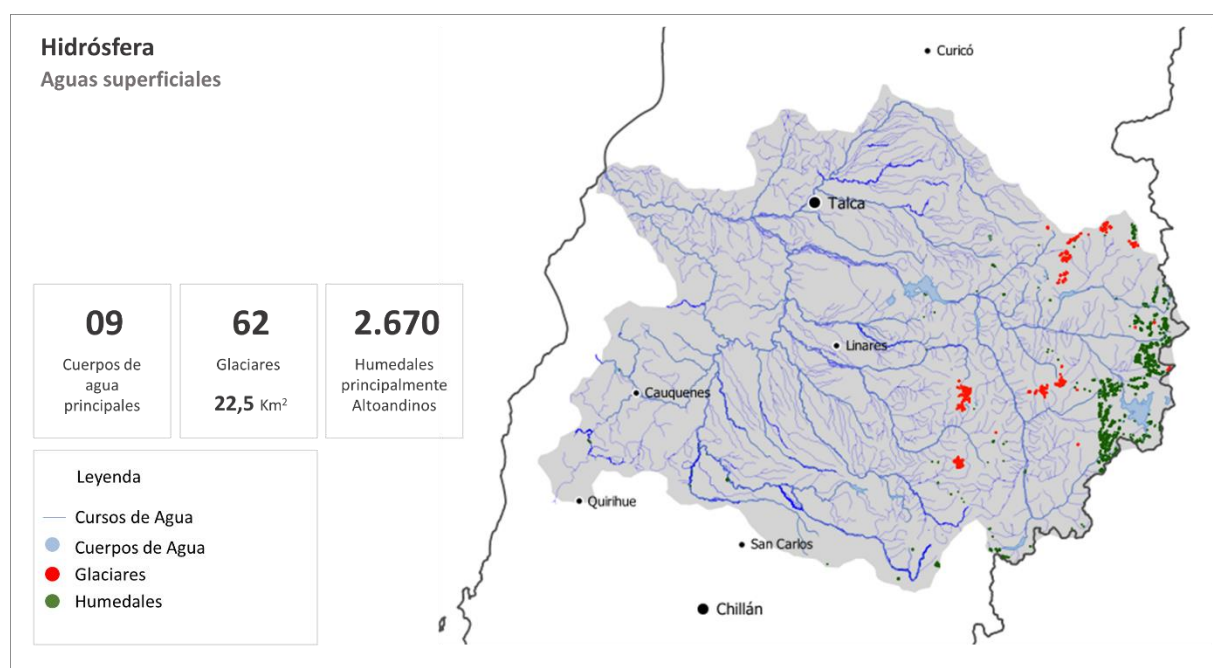 Hidrósfera
Aguas superficiales
09
Cuerpos de
agua
principales
62
Glaciares
22,5 Km²
2.670
Humedales
principalmente
Altoandinos
Leyenda
Cursos de Agua
Cuerpos de Agua
Glaciares
Humedales
Curicó
Talca
Linares
Cauquenes
Quirihue
San Carlos
Chillán